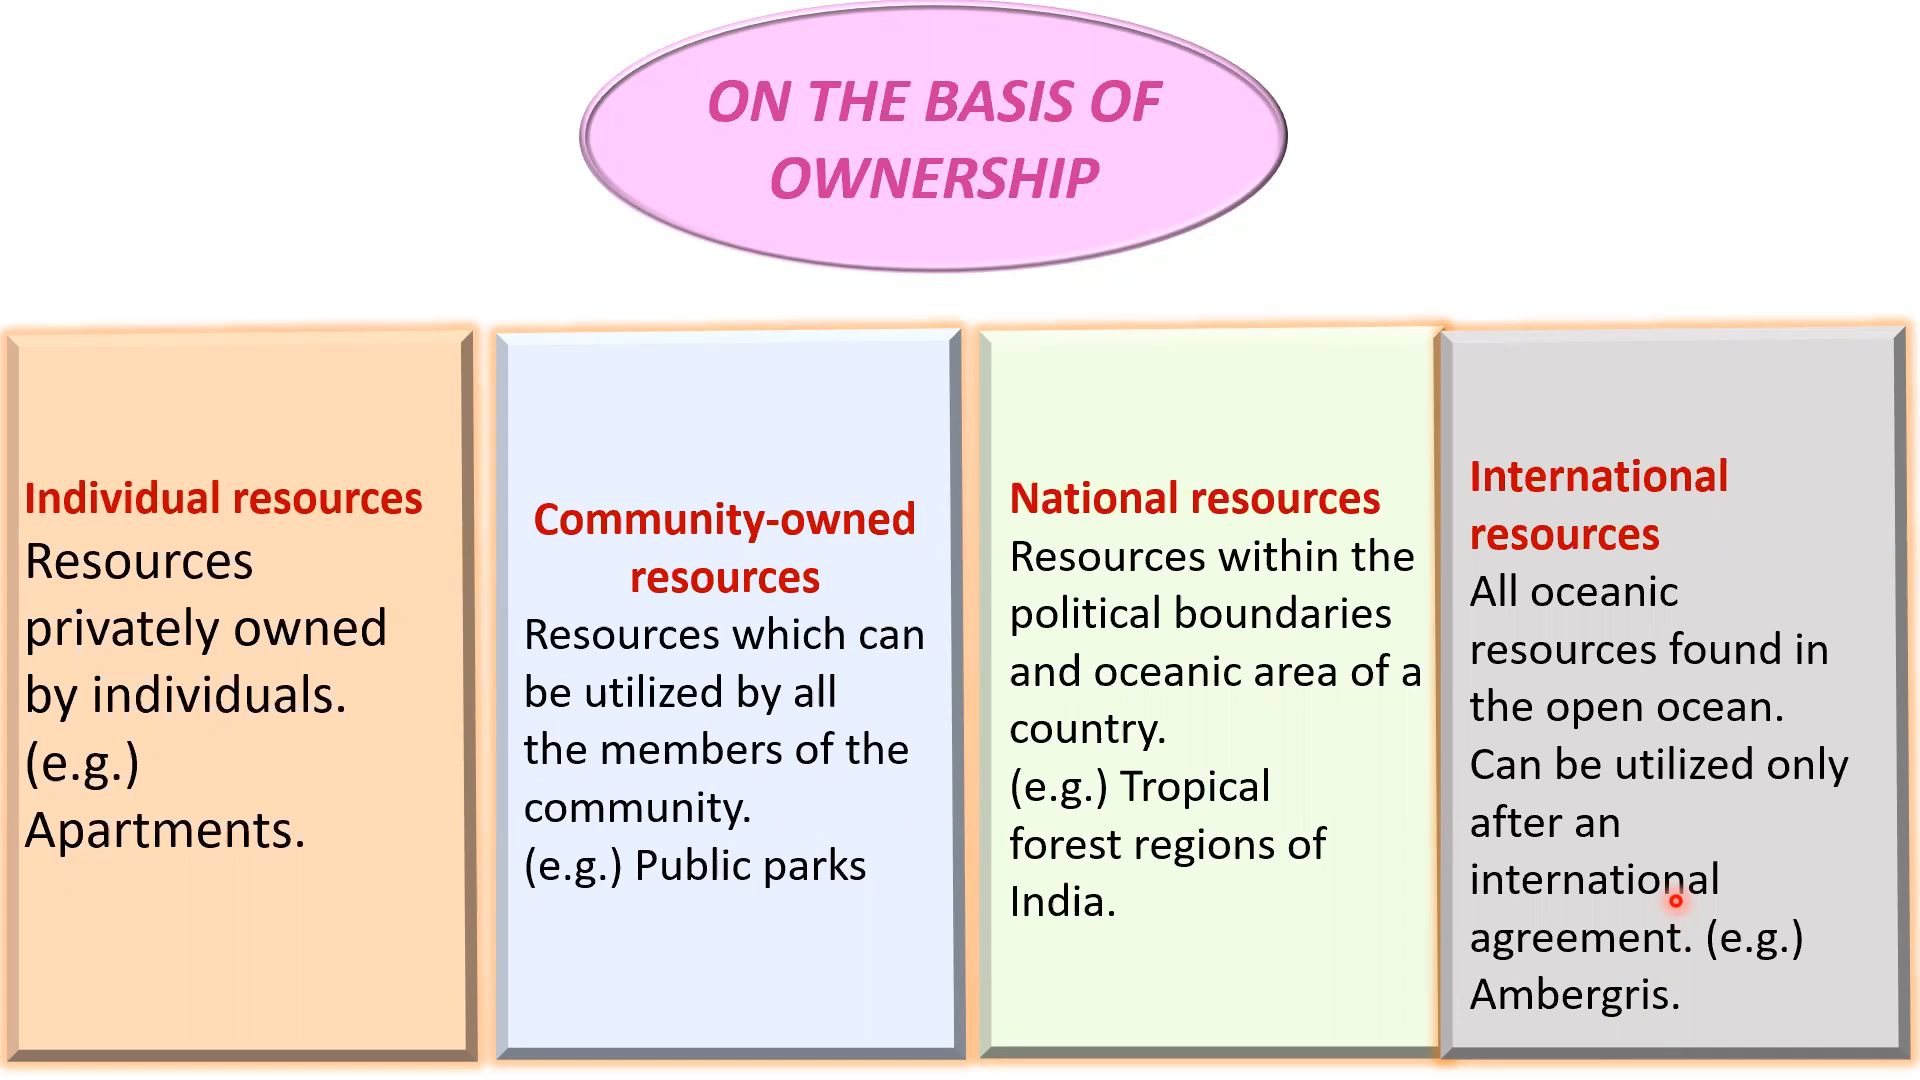 ON THE BASIS OF
OWNERSHIP
Individual resources
Resources
privately owned
by individuals.
(e.g.)
Apartments.
Community-owned
resources
Resources which can
be utilized by all
the members of the
community.
(e.g.) Public parks
National resources
Resources within the
political boundaries
and oceanic area of a
country.
(e.g.) Tropical
forest regions of
India.
International
resources
All oceanic
resources found in
the open ocean.
Can be utilized only
after an
international
agreement. (e.g.)
Ambergris.